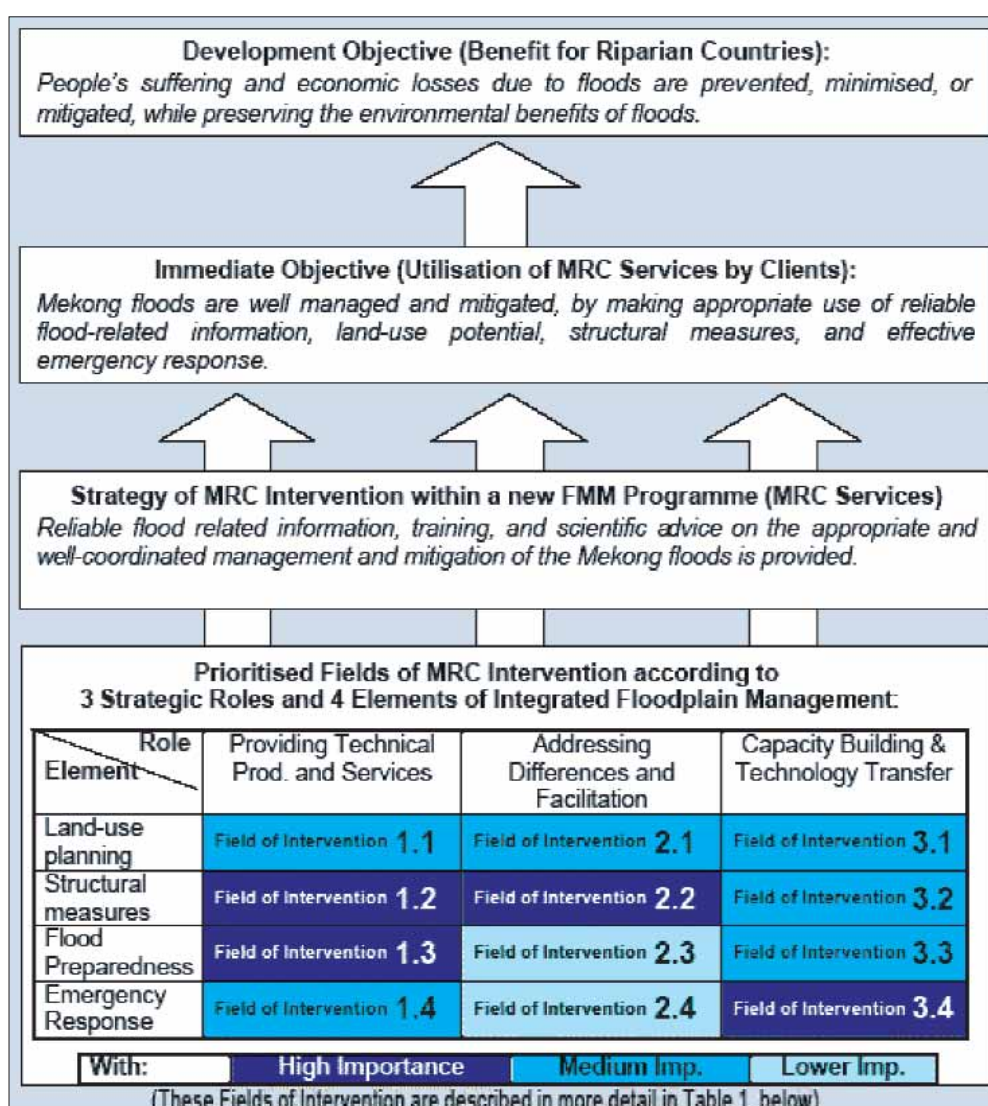 Development Objective (Benefit for Riparian Countries):
People's suffering and economic losses due to floods are prevented, minimised, or
mitigated, while preserving the environmental benefits of floods.
Immediate Objective (Utilisation of MRC Services by Clients):
Mekong floods are well managed and mitigated, by making appropriate use of reliable
flood-related information, land-use potential, structural measures, and effective
emergency response.
Strategy of MRC Intervention within a new FMM Programme (MRC Services)
Reliable flood related information, training, and scientific advice on the appropriate and
well-coordinated management and mitigation of the Mekong floods is provided.
Prioritised Fields of MRC Intervention according to
3 Strategic Roles and 4 Elements of Integrated Floodplain Management:
Role
Element
Providing Technical
Prod. and Services
Addressing
Differences and
Facilitation
Capacity Building &
Technology Transfer
Land-use
planning
Field of Intervention 1.1
Field of Intervention 2.1
Field of Intervention 3.1
Structural
measures
Field of Intervention 1.2
Field of Intervention 2.2
Field of Intervention 3.2
Flood
Preparedness
Field of Intervention 1.3
Field of Intervention 2.3
Field of Intervention 3.3
Emergency
Response
Field of Intervention 1.4
Field of Intervention 2.4
Field of Intervention 3.4
With:
High Importance
Medium Imp.
Lower Imp.
(These Fields of Intervention are described in more detail in Table 1, below)